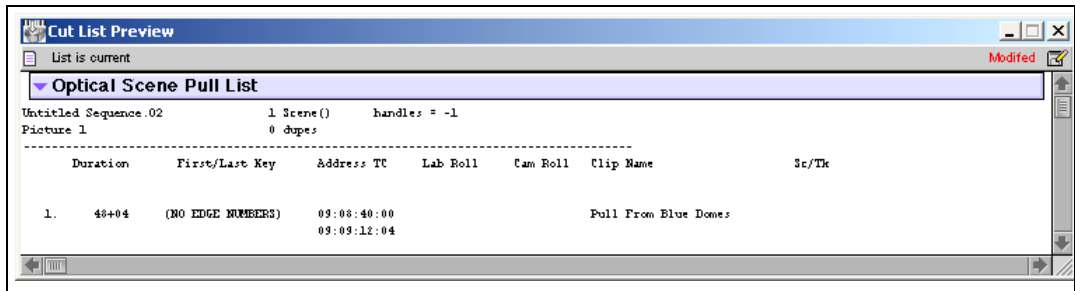 Cut List Preview
List is current Modifed
Optical Scene Pull List
Untitled Sequence.02 1 Scene() handles = -1
Picture 1 0 dupes
Duration First/Last Key Address TC Lab Roll Cam Roll Clip Name Sc/Tk
1. 48+04 (NO EDGE NUMBERS) 09:08:40:00 Pull From Blue Domes
09:09:12:04